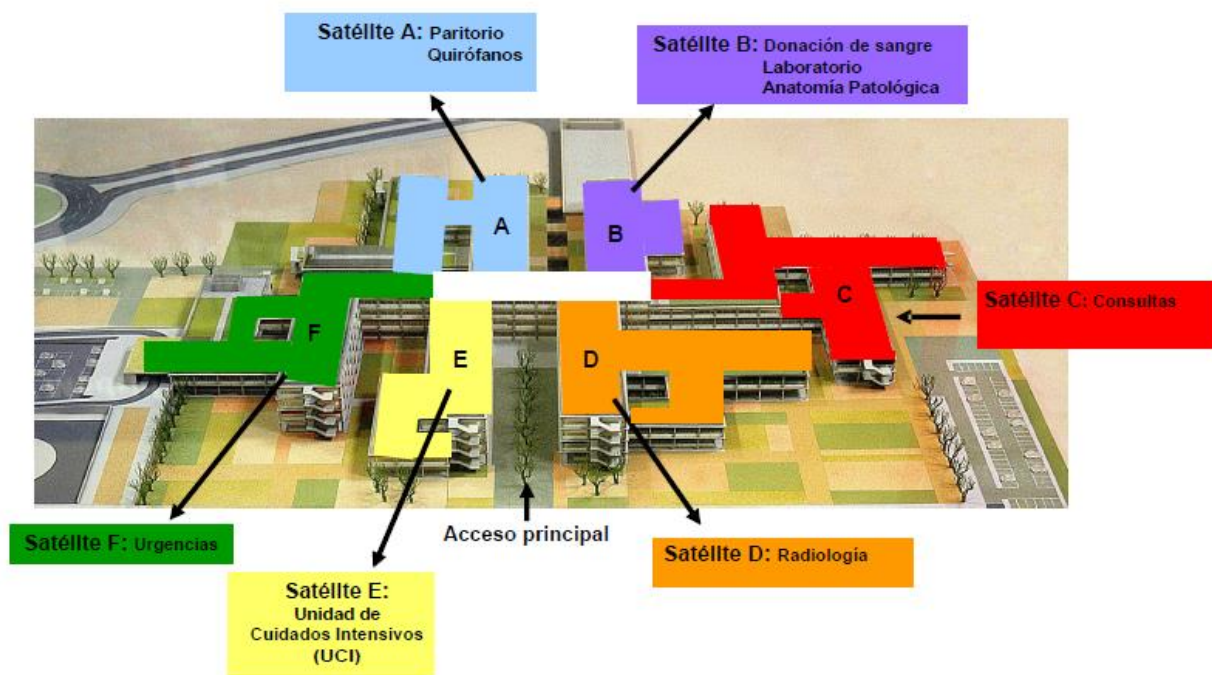 Satélite A: Paritorio
Quirófanos
Satélite B: Donación de sangre
Laboratorio
Anatomía Patológica
A
B
C
Satélite C: Consultas
F
E
D
Acceso principal
Satélite F: Urgencias
Satélite D: Radiología
Satélite E:
Unidad de
Cuidados Intensivos
(UCI)